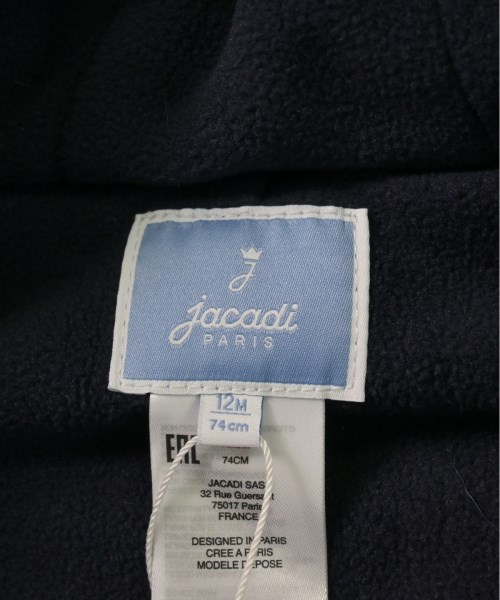 J
jacadi
PARIS
12M
74cm
EAC
74CM
JACADI SAS
32 Rue Guersant
75017 Paris
FRANCE
DESIGNED IN PARIS
CREE A PARIS
MODELE DEPOSE